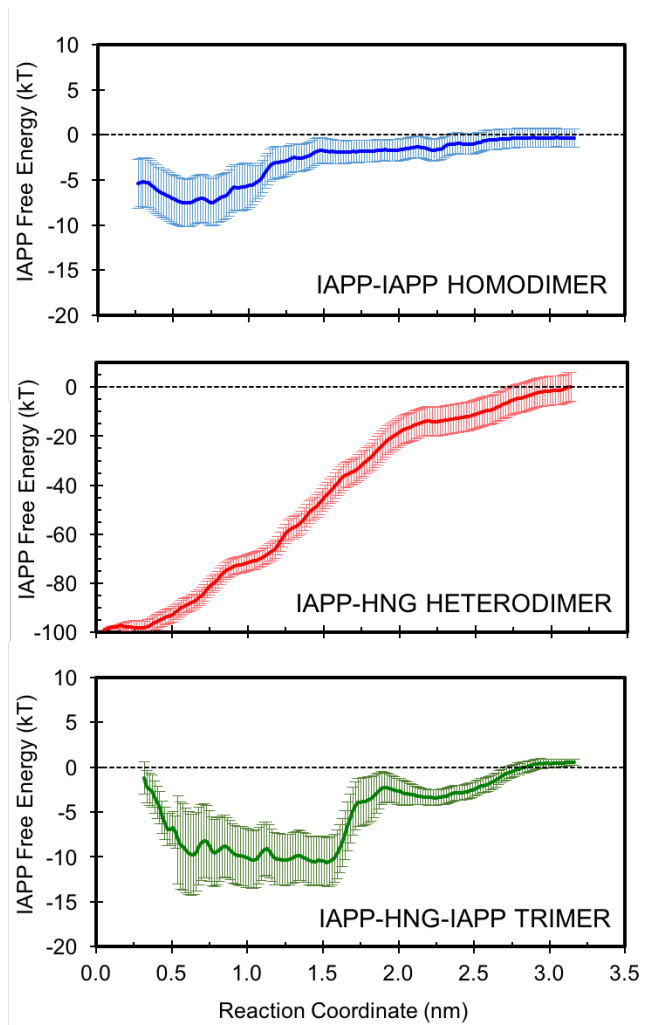 10
5
0
-5
-10
-15
-20
IAPP Free Energy (kT)
IAPP-IAPP HOMODIMER
0
-20
-40
-60
-80
-100
IAPP Free Energy (kT)
IAPP-HNG HETERODIMER
10
5
0
-5
-10
-15
-20
IAPP Free Energy (kT)
IAPP-HNG-IAPP TRIMER
0.0 0.5 1.0 1.5 2.0 2.5 3.0 3.5
Reaction Coordinate (nm)